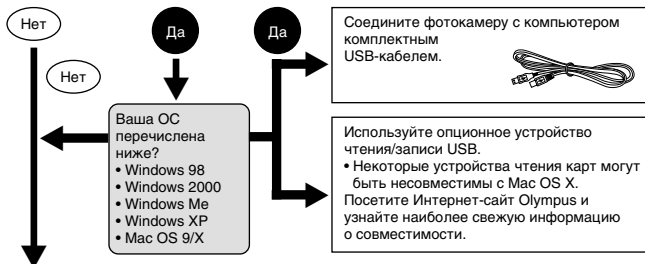 Нет
Да
Да
Нет
Ваша ОС
перечислена
ниже?
• Windows 98
• Windows 2000
• Windows Me
• Windows XP
• Mac OS 9/X
Соедините фотокамеру с компьютером
комплектным
USB-кабелем.
Используйте опционное устройство
чтения/записи USB.
• Некоторые устройства чтения карт могут
быть несовместимы с Mac OS X.
Посетите Интернет-сайт Olympus и
узнайте наиболее свежую информацию
о совместимости.